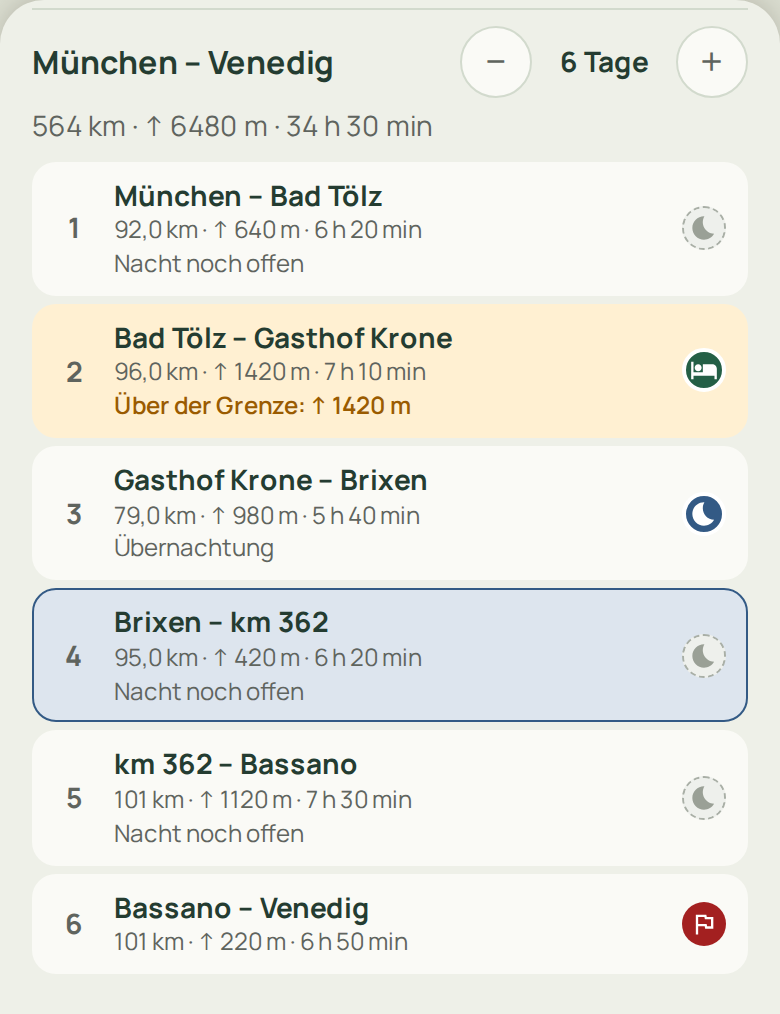 München – Venedig
− 6 Tage +
564 km · ↑ 6480 m · 34 h 30 min
1
München – Bad Tölz
92,0 km · ↑ 640 m · 6 h 20 min
Nacht noch offen
2
Bad Tölz – Gasthof Krone
96,0 km · ↑ 1420 m · 7 h 10 min
Über der Grenze: ↑ 1420 m
3
Gasthof Krone – Brixen
79,0 km · ↑ 980 m · 5 h 40 min
Übernachtung
4
Brixen – km 362
95,0 km · ↑ 420 m · 6 h 20 min
Nacht noch offen
5
km 362 – Bassano
101 km · ↑ 1120 m · 7 h 30 min
Nacht noch offen
6
Bassano – Venedig
101 km · ↑ 220 m · 6 h 50 min